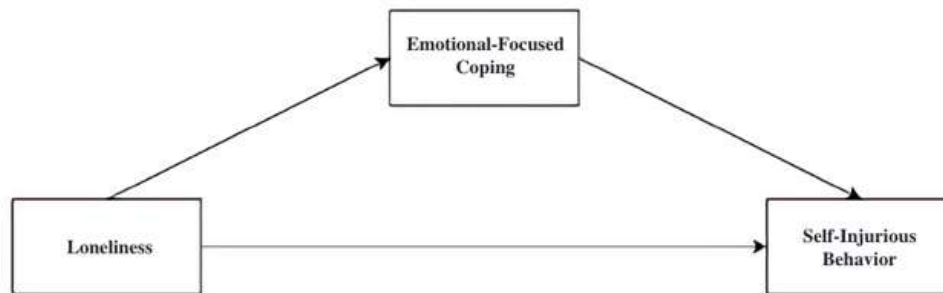 Emotional-Focused
Coping
Loneliness
Self-Injurious
Behavior